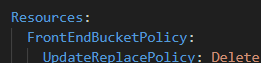 Resources:
FrontEndBucketPolicy:
UpdateReplacePolicy: Delete